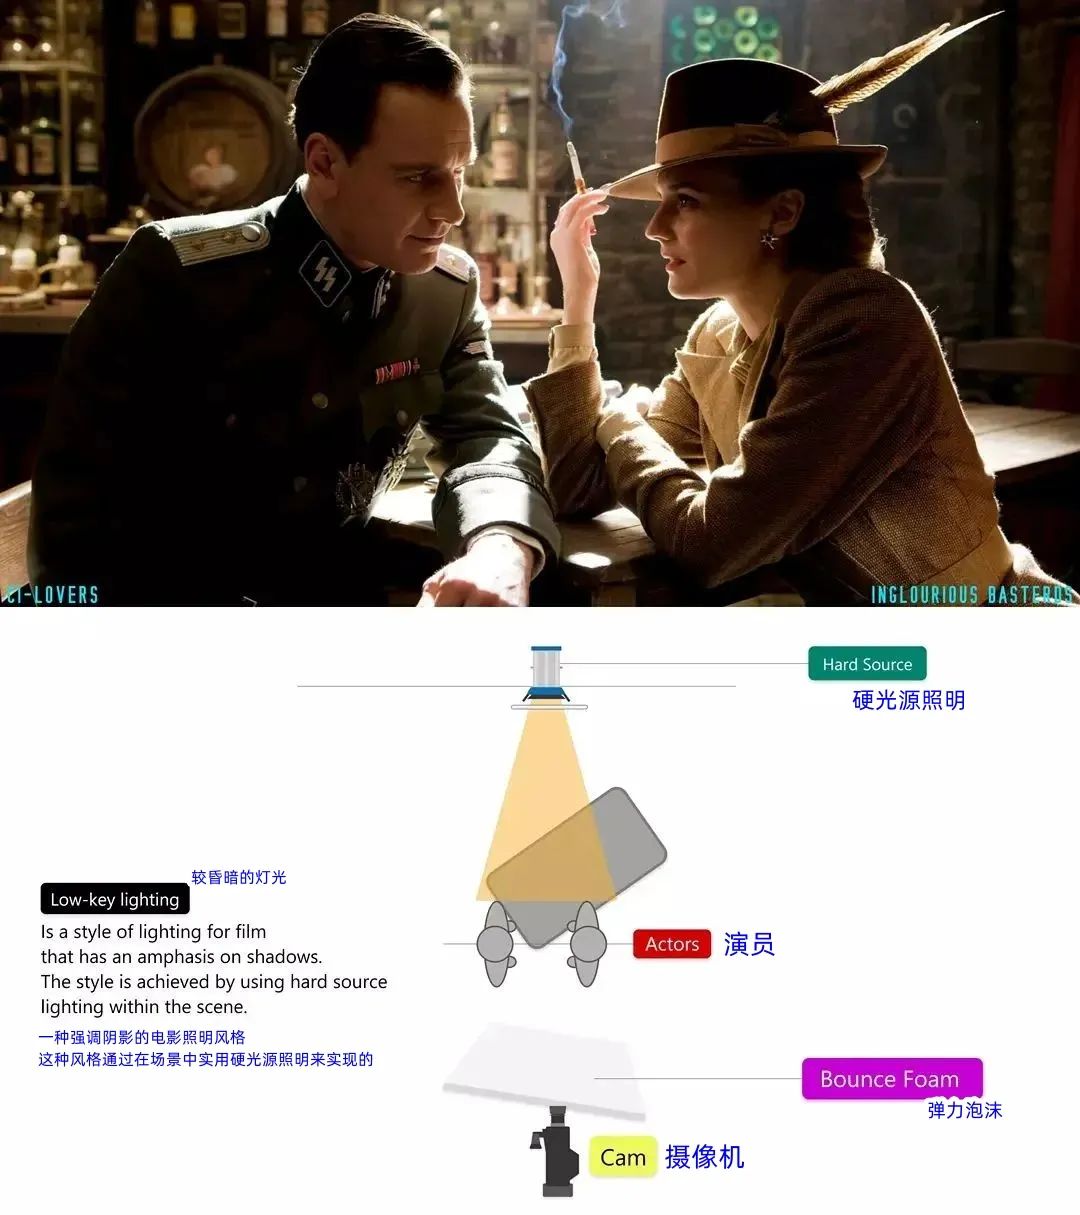 CI-LOVERS
INGLOURIOUS BASTERDS
Hard Source
硬光源照明
较昏暗的灯光
Low-key lighting
Is a style of lighting for film
that has an amphasis on shadows.
The style is achieved by using hard source
lighting within the scene.
一种强调阴影的电影照明风格
这种风格通过在场景中实用硬光源照明来实现的
Actors
演员
Bounce Foam
弹力泡沫
Cam
摄像机